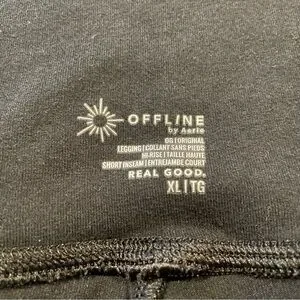 OFFLINE
by Aerie
OG | ORIGINAL
LEGGING | COLLANT SANS PIEDS
HI-RISE | TAILLE HAUTE
SHORT INSEAM | ENTREJAMBE COURT
REAL GOOD.
XL | TG